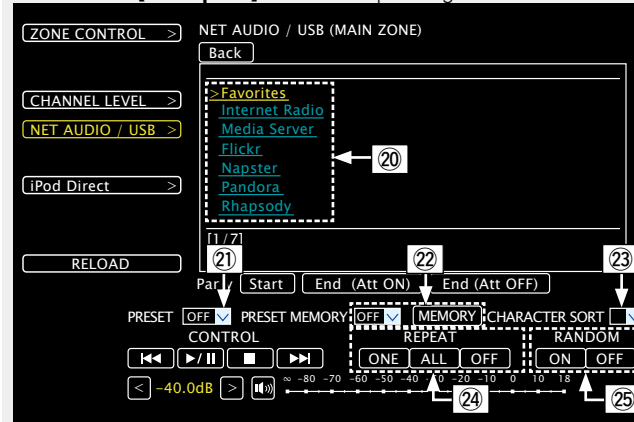 ZONE CONTROL >
NET AUDIO / USB (MAIN ZONE)
Back
CHANNEL LEVEL >
NET AUDIO / USB >
iPod Direct >
RELOAD
>Favorites
Internet Radio
Media Server
Flickr
Napster
Pandora
Rhapsody
⑳
[1/7]
㉑ ㉒ ㉓
Start End (Att ON) End (Att OFF)
PRESET OFF PRESET MEMORY OFF MEMORY CHARACTER SORT
CONTROL REPEAT RANDOM
ONE ALL OFF ON OFF
< -40.0dB > ∞ -80 -70 -60 -50 -40 -20 -10 0 10 18
㉔ ㉕